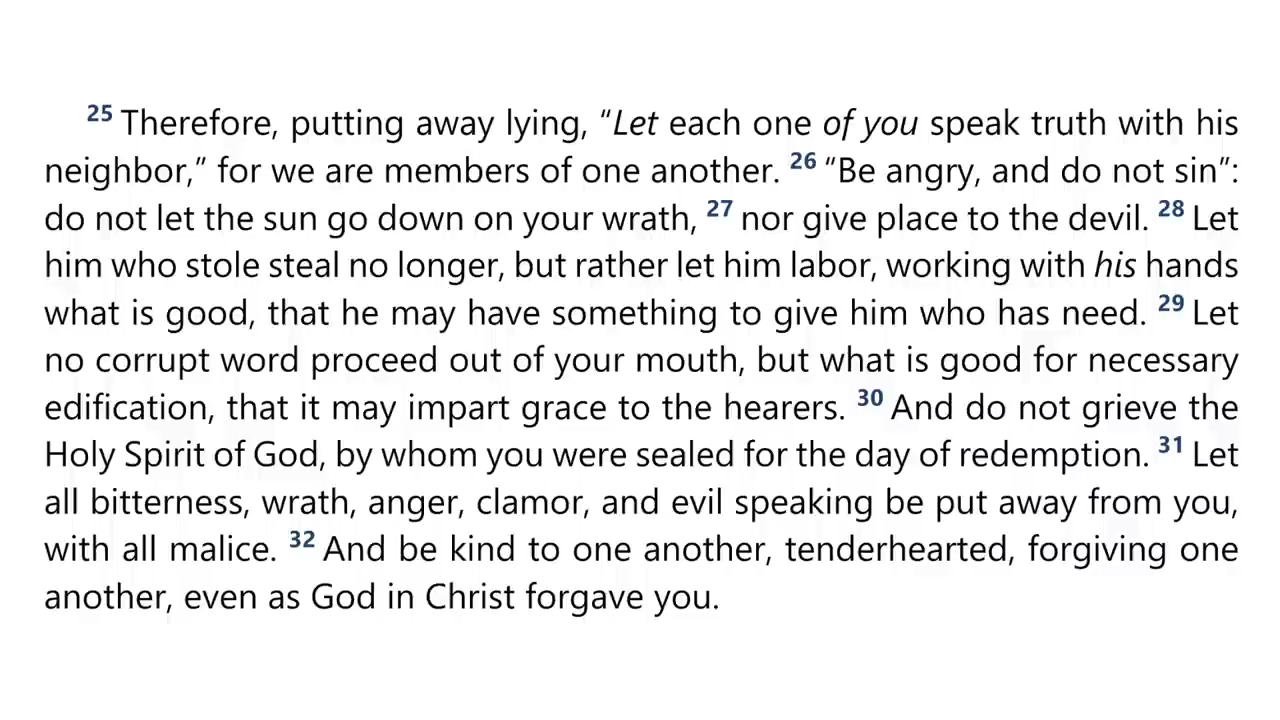 25 Therefore, putting away lying, “Let each one of you speak truth with his
neighbor,” for we are members of one another. 26 “Be angry, and do not sin”:
do not let the sun go down on your wrath, 27 nor give place to the devil. 28 Let
him who stole steal no longer, but rather let him labor, working with his hands
what is good, that he may have something to give him who has need. 29 Let
no corrupt word proceed out of your mouth, but what is good for necessary
edification, that it may impart grace to the hearers. 30 And do not grieve the
Holy Spirit of God, by whom you were sealed for the day of redemption. 31 Let
all bitterness, wrath, anger, clamor, and evil speaking be put away from you,
with all malice. 32 And be kind to one another, tenderhearted, forgiving one
another, even as God in Christ forgave you.